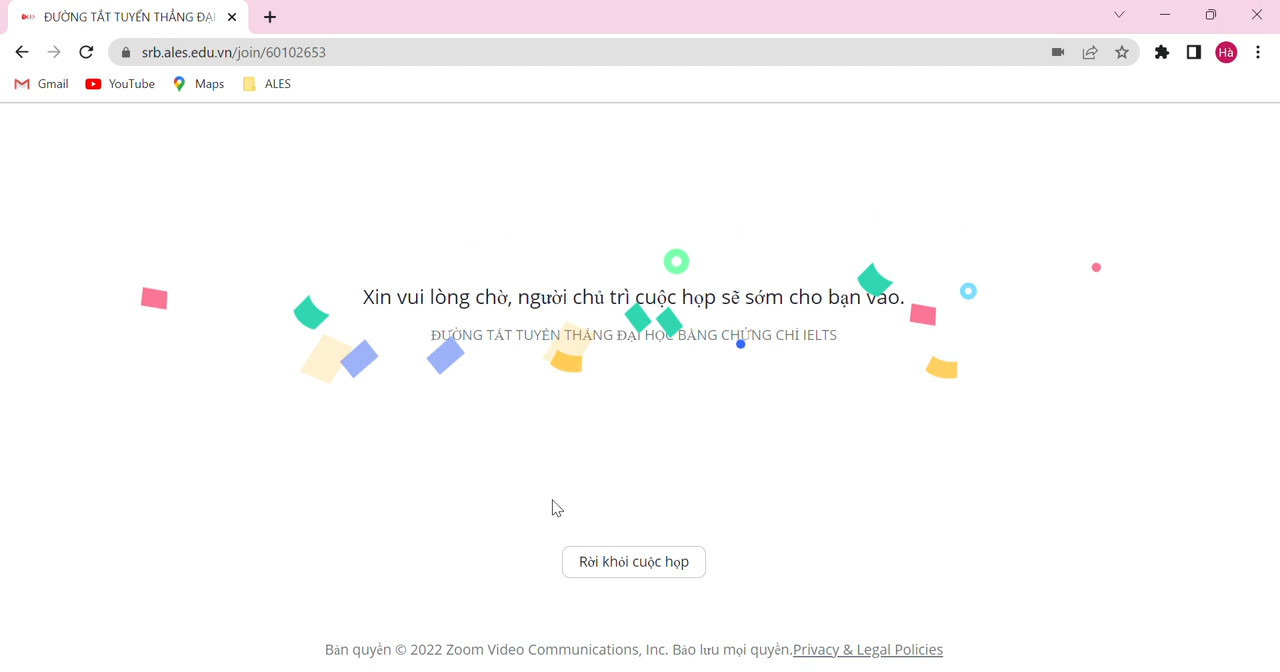 ĐƯỜNG TẮT TUYỂN THẲNG ĐẠI
srb.ales.edu.vn/join/60102653
Hà
Gmail YouTube Maps ALES
Xin vui lòng chờ, người chủ trì cuộc họp sẽ sớm cho bạn vào.
ĐƯỜNG TẮT TUYỂN THẲNG ĐẠI HỌC BẰNG CHỨNG CHỈ IELTS
Rời khỏi cuộc họp
Bản quyền © 2022 Zoom Video Communications, Inc. Bảo lưu mọi quyền.Privacy & Legal Policies